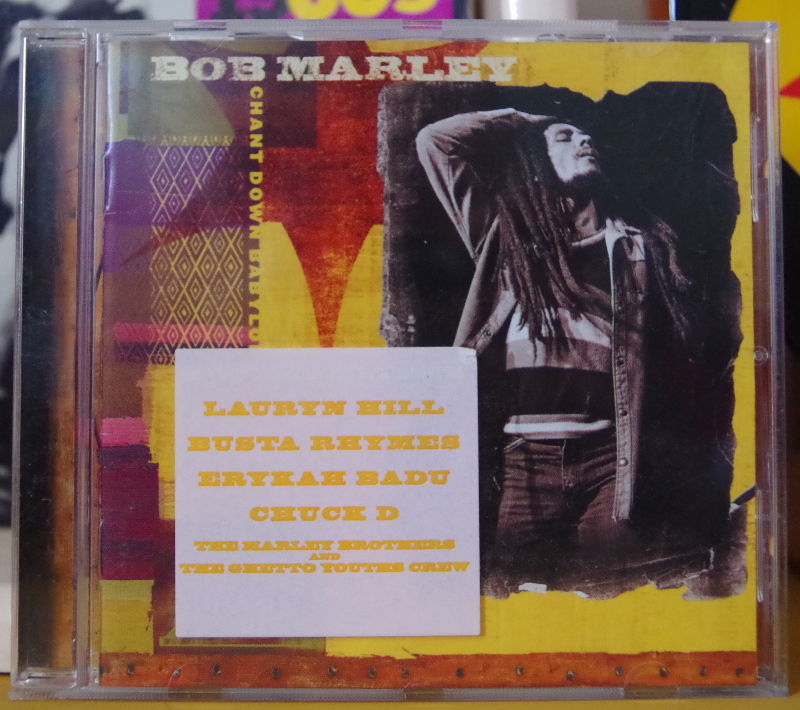 BOB MARLEY
CHANT DOWN BABYLO
LAURYN HILL
BUSTA RHYMES
ERYKAH BADU
CHUCK D
THE MARLEY BROTHERS
AND
THE GHETTO YOUTHS CREW